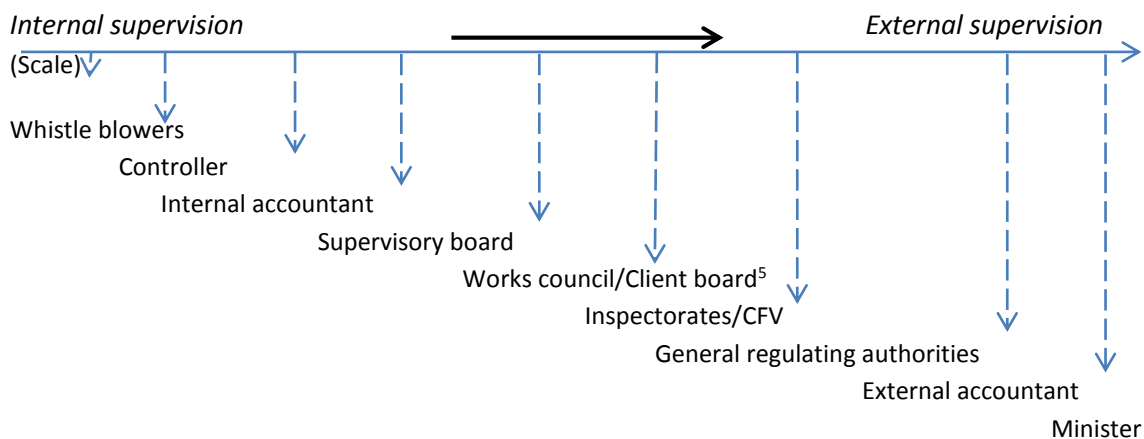 Internal supervision
External supervision
(Scale)
Whistle blowers
Controller
Internal accountant
Supervisory board
Works council/Client board⁵
Inspectorates/CFV
General regulating authorities
External accountant
Minister